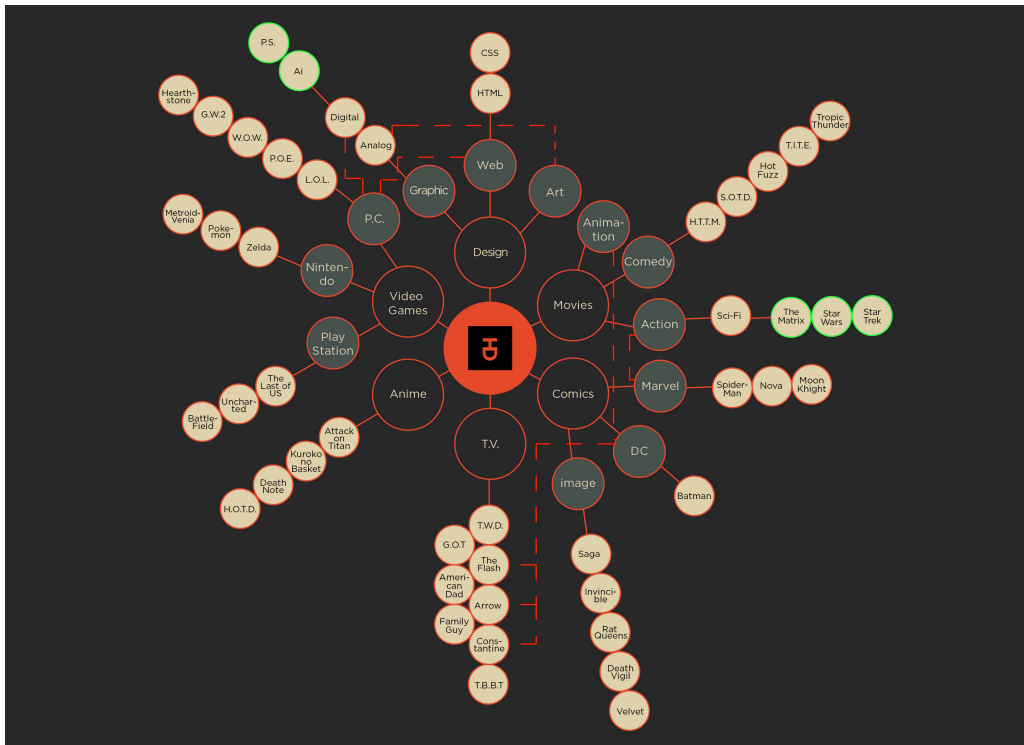 P.S.
Ai
Digital
Analog
Hearth-
stone
G.W.2
W.O.W.
P.O.E.
L.O.L.
CSS
HTML
Web
Graphic
Art
P.C.
Design
Metroid-
Venia
Poke-
mon
Zelda
Ninten-
do
Video
Games
Play
Station
The
Last of
US
Unchar-
ted
Battle-
Field
Anime
Attack
on
Titan
Kuroko
no
Basket
Death
Note
H.O.T.D.
HD
Tropic
Thunder
T.I.T.E.
Hot
Fuzz
S.O.T.D.
H.T.T.M.
Anima-
tion
Comedy
Movies
Action
Sci-Fi
The
Matrix
Star
Wars
Star
Trek
Comics
Marvel
Spider-
Man
Nova
Moon
Knight
DC
Batman
image
Saga
Invinci-
ble
Rat
Queens
Death
Vigil
Velvet
T.V.
T.W.D.
G.O.T
The
Flash
Ameri-
can
Dad
Arrow
Family
Guy
Cons-
tantine
T.B.B.T